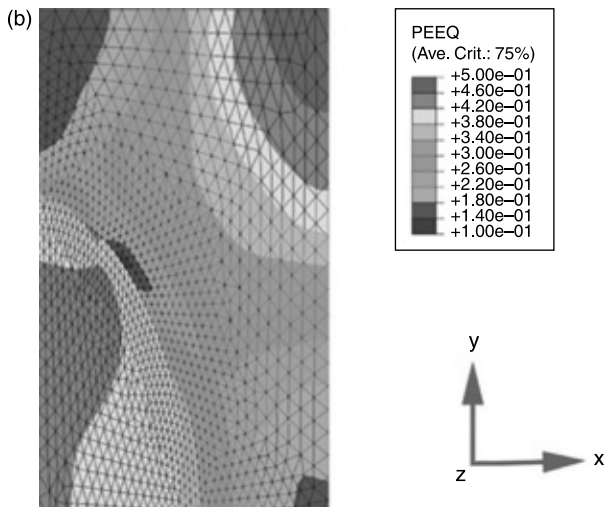 (b)
PEEQ
(Ave. Crit.: 75%)
+5.00e–01
+4.60e–01
+4.20e–01
+3.80e–01
+3.40e–01
+3.00e–01
+2.60e–01
+2.20e–01
+1.80e–01
+1.40e–01
+1.00e–01
y
z
x